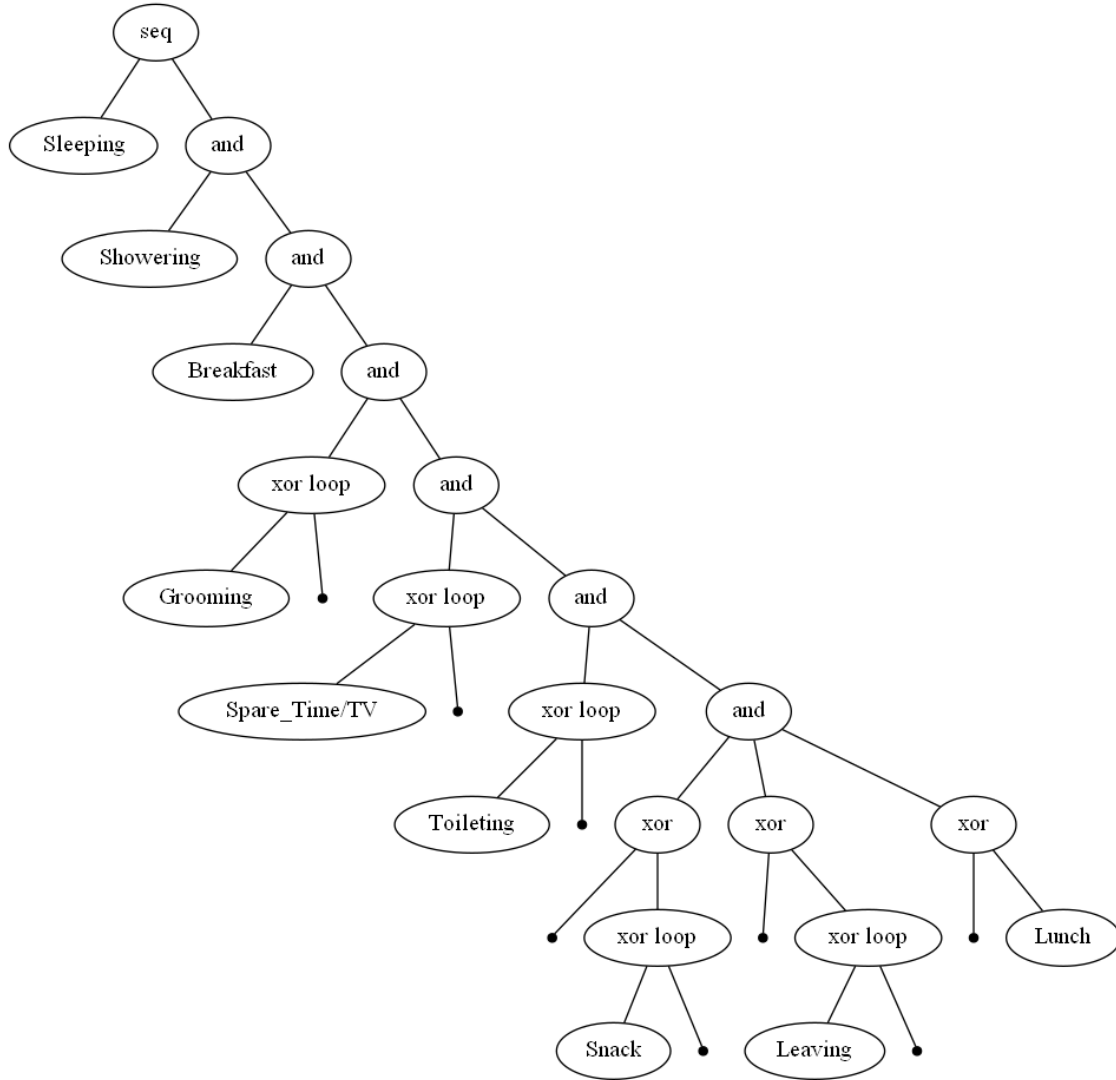 seq
Sleeping
and
Showering
and
Breakfast
and
xor loop
and
Grooming
xor loop
and
Spare_Time/TV
xor loop
and
Toileting
xor
xor
xor
xor loop
xor loop
Lunch
Snack
Leaving